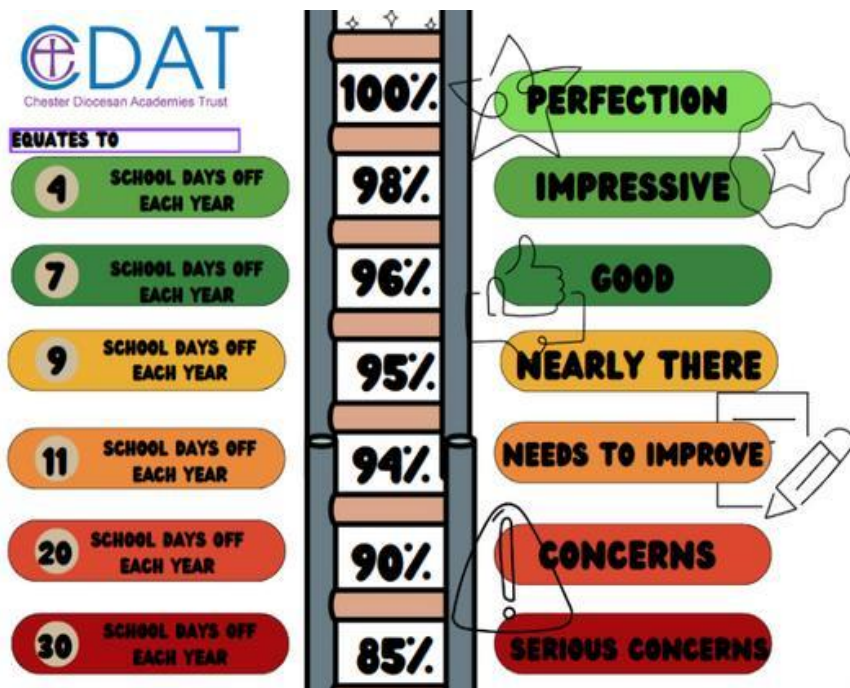 CDAT
Chester Diocesan Academies Trust
EQUATES TO
100% PERFECTION
4 SCHOOL DAYS OFF
EACH YEAR
98% IMPRESSIVE
7 SCHOOL DAYS OFF
EACH YEAR
96% GOOD
9 SCHOOL DAYS OFF
EACH YEAR
95% NEARLY THERE
11 SCHOOL DAYS OFF
EACH YEAR
94% NEEDS TO IMPROVE
20 SCHOOL DAYS OFF
EACH YEAR
90% CONCERNS
30 SCHOOL DAYS OFF
EACH YEAR
85% SERIOUS CONCERNS